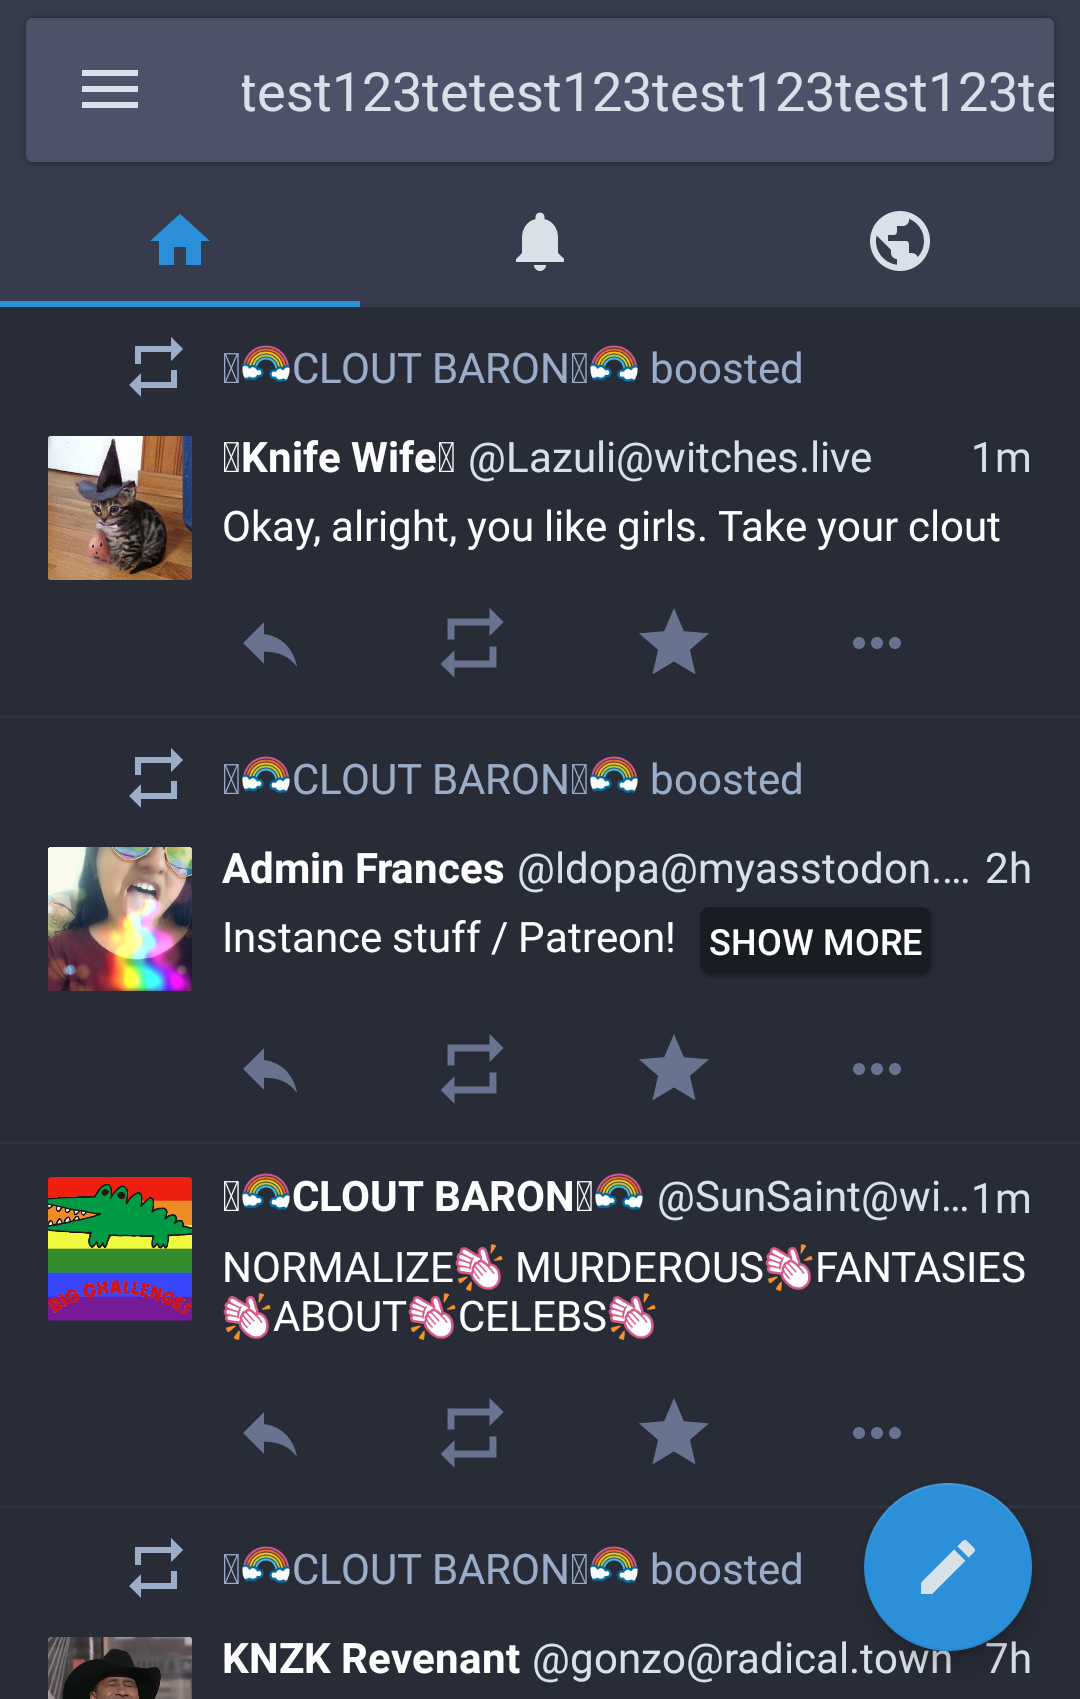 test123tetest123test123test123te
🌈CLOUT BARON🌈 boosted
Knife Wife @Lazuli@witches.live 1m
Okay, alright, you like girls. Take your clout
🌈CLOUT BARON🌈 boosted
Admin Frances @ldopa@myasstodon.... 2h
Instance stuff / Patreon! SHOW MORE
🌈CLOUT BARON🌈 @SunSaint@wi... 1m
BIG CHALLENGES
NORMALIZE👏 MURDEROUS👏FANTASIES
👏ABOUT👏CELEBS👏
🌈CLOUT BARON🌈 boosted
KNZK Revenant @gonzo@radical.town 7h